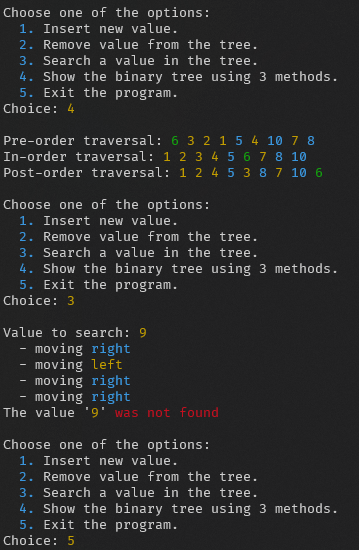 Choose one of the options:
1. Insert new value.
2. Remove value from the tree.
3. Search a value in the tree.
4. Show the binary tree using 3 methods.
5. Exit the program.
Choice: 4
Pre-order traversal: 6 3 2 1 5 4 10 7 8
In-order traversal: 1 2 3 4 5 6 7 8 10
Post-order traversal: 1 2 4 5 3 8 7 10 6
Choose one of the options:
1. Insert new value.
2. Remove value from the tree.
3. Search a value in the tree.
4. Show the binary tree using 3 methods.
5. Exit the program.
Choice: 3
Value to search: 9
- moving right
- moving left
- moving right
- moving right
The value '9' was not found
Choose one of the options:
1. Insert new value.
2. Remove value from the tree.
3. Search a value in the tree.
4. Show the binary tree using 3 methods.
5. Exit the program.
Choice: 5